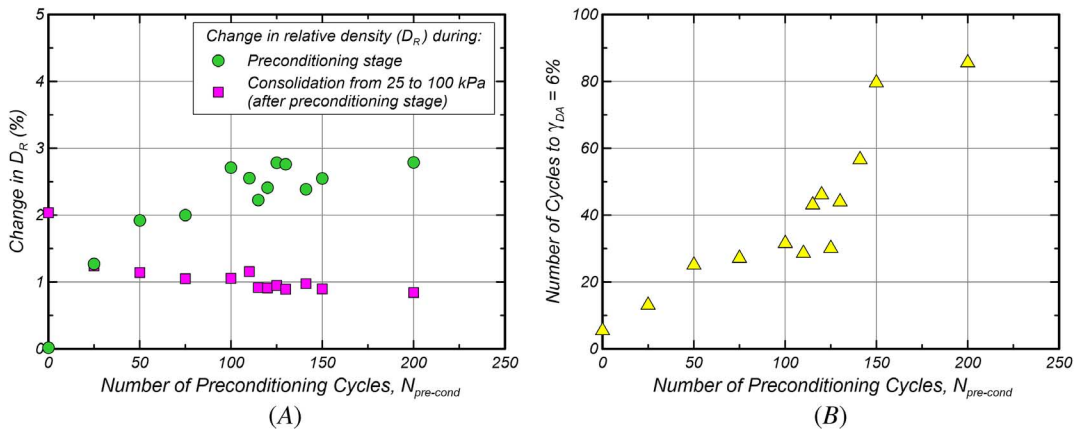 5
4
3
2
1
0
Change in D_R (%)
Change in relative density (D_R) during:
Preconditioning stage
Consolidation from 25 to 100 kPa
(after preconditioning stage)
0 50 100 150 200 250
Number of Preconditioning Cycles, N_pre-cond
(A)
100
80
60
40
20
0
Number of Cycles to γ_DA = 6%
0 50 100 150 200 250
Number of Preconditioning Cycles, N_pre-cond
(B)